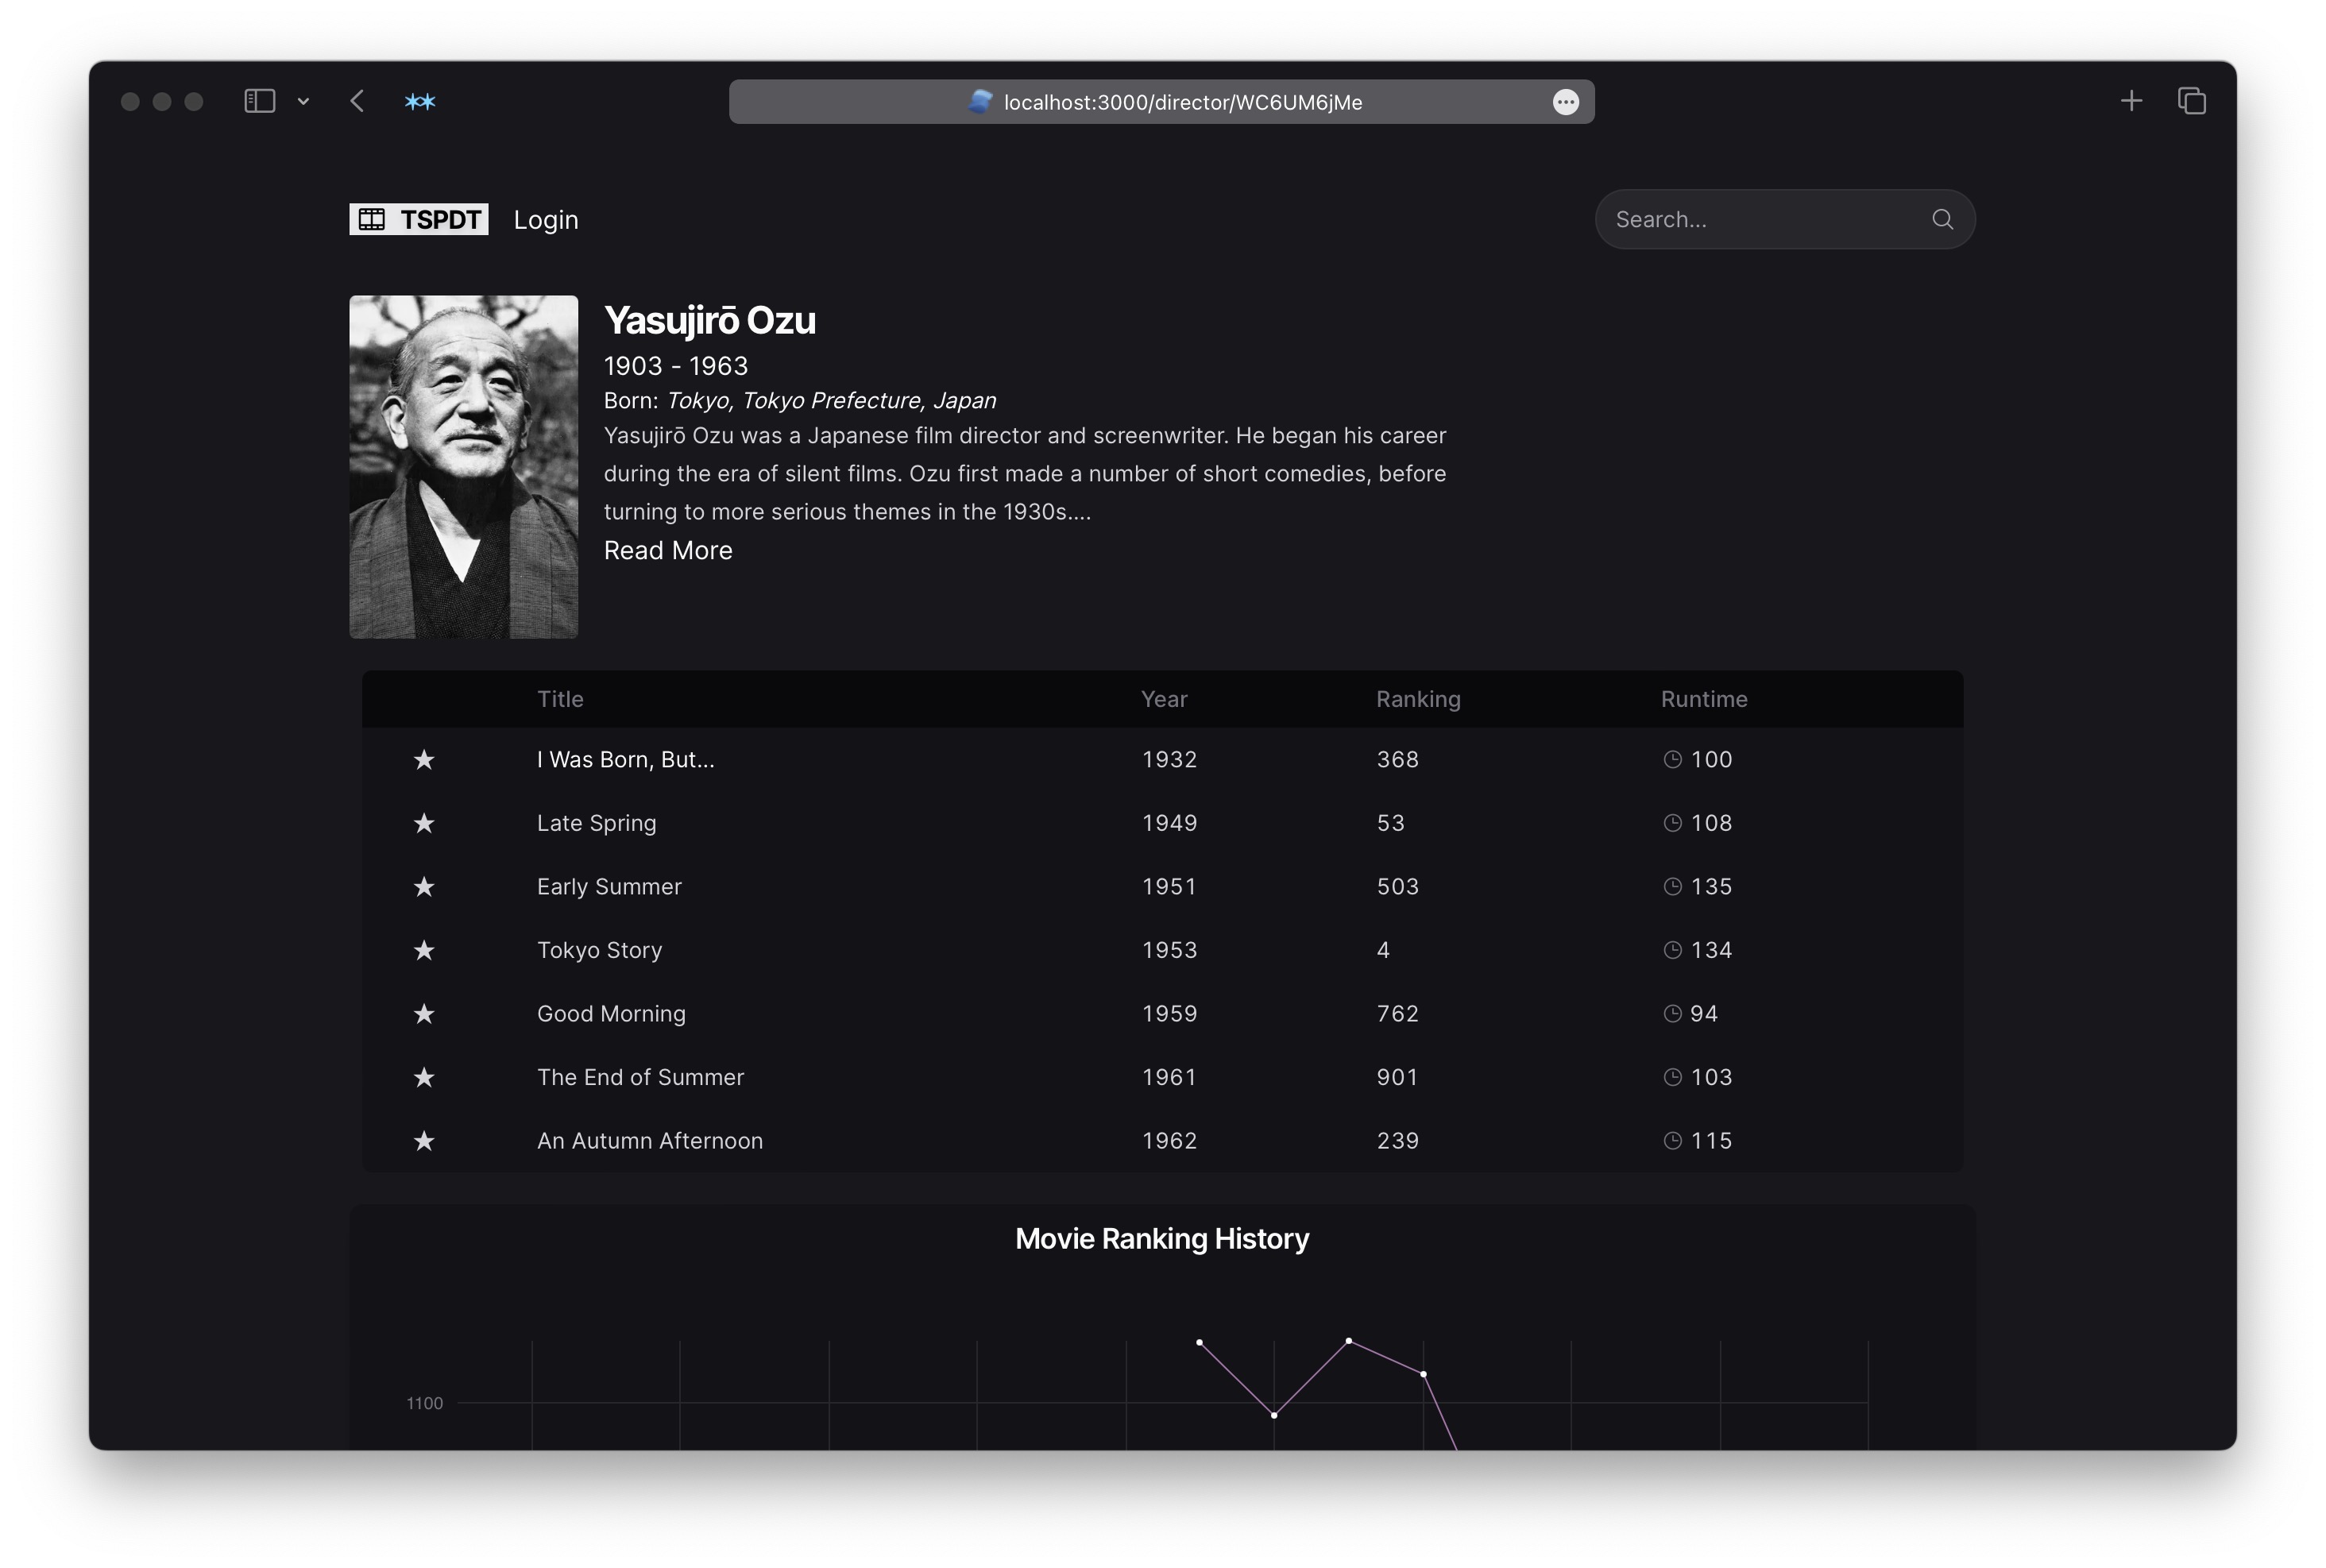 localhost:3000/director/WC6UM6jMe
TSPDT Login Search...
Yasujirō Ozu
1903 - 1963
Born: Tokyo, Tokyo Prefecture, Japan
Yasujirō Ozu was a Japanese film director and screenwriter. He began his career
during the era of silent films. Ozu first made a number of short comedies, before
turning to more serious themes in the 1930s....
Read More
Title Year Ranking Runtime
I Was Born, But... 1932 368 100
Late Spring 1949 53 108
Early Summer 1951 503 135
Tokyo Story 1953 4 134
Good Morning 1959 762 94
The End of Summer 1961 901 103
An Autumn Afternoon 1962 239 115
Movie Ranking History
1100